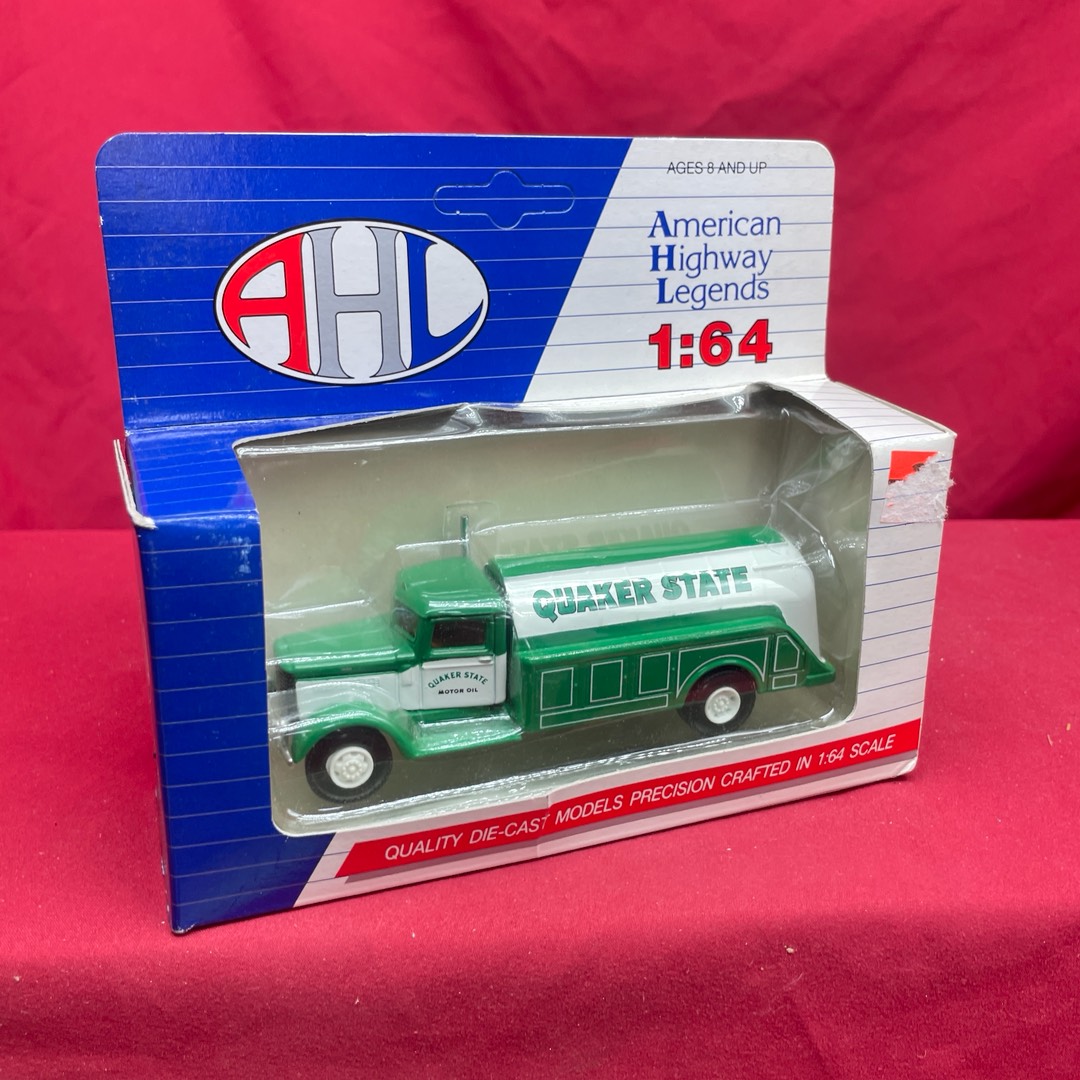 AGES 8 AND UP
AHL
American
Highway
Legends
1:64
QUAKER STATE
QUAKER STATE
MOTOR OIL
QUALITY DIE-CAST MODELS PRECISION CRAFTED IN 1:64 SCALE